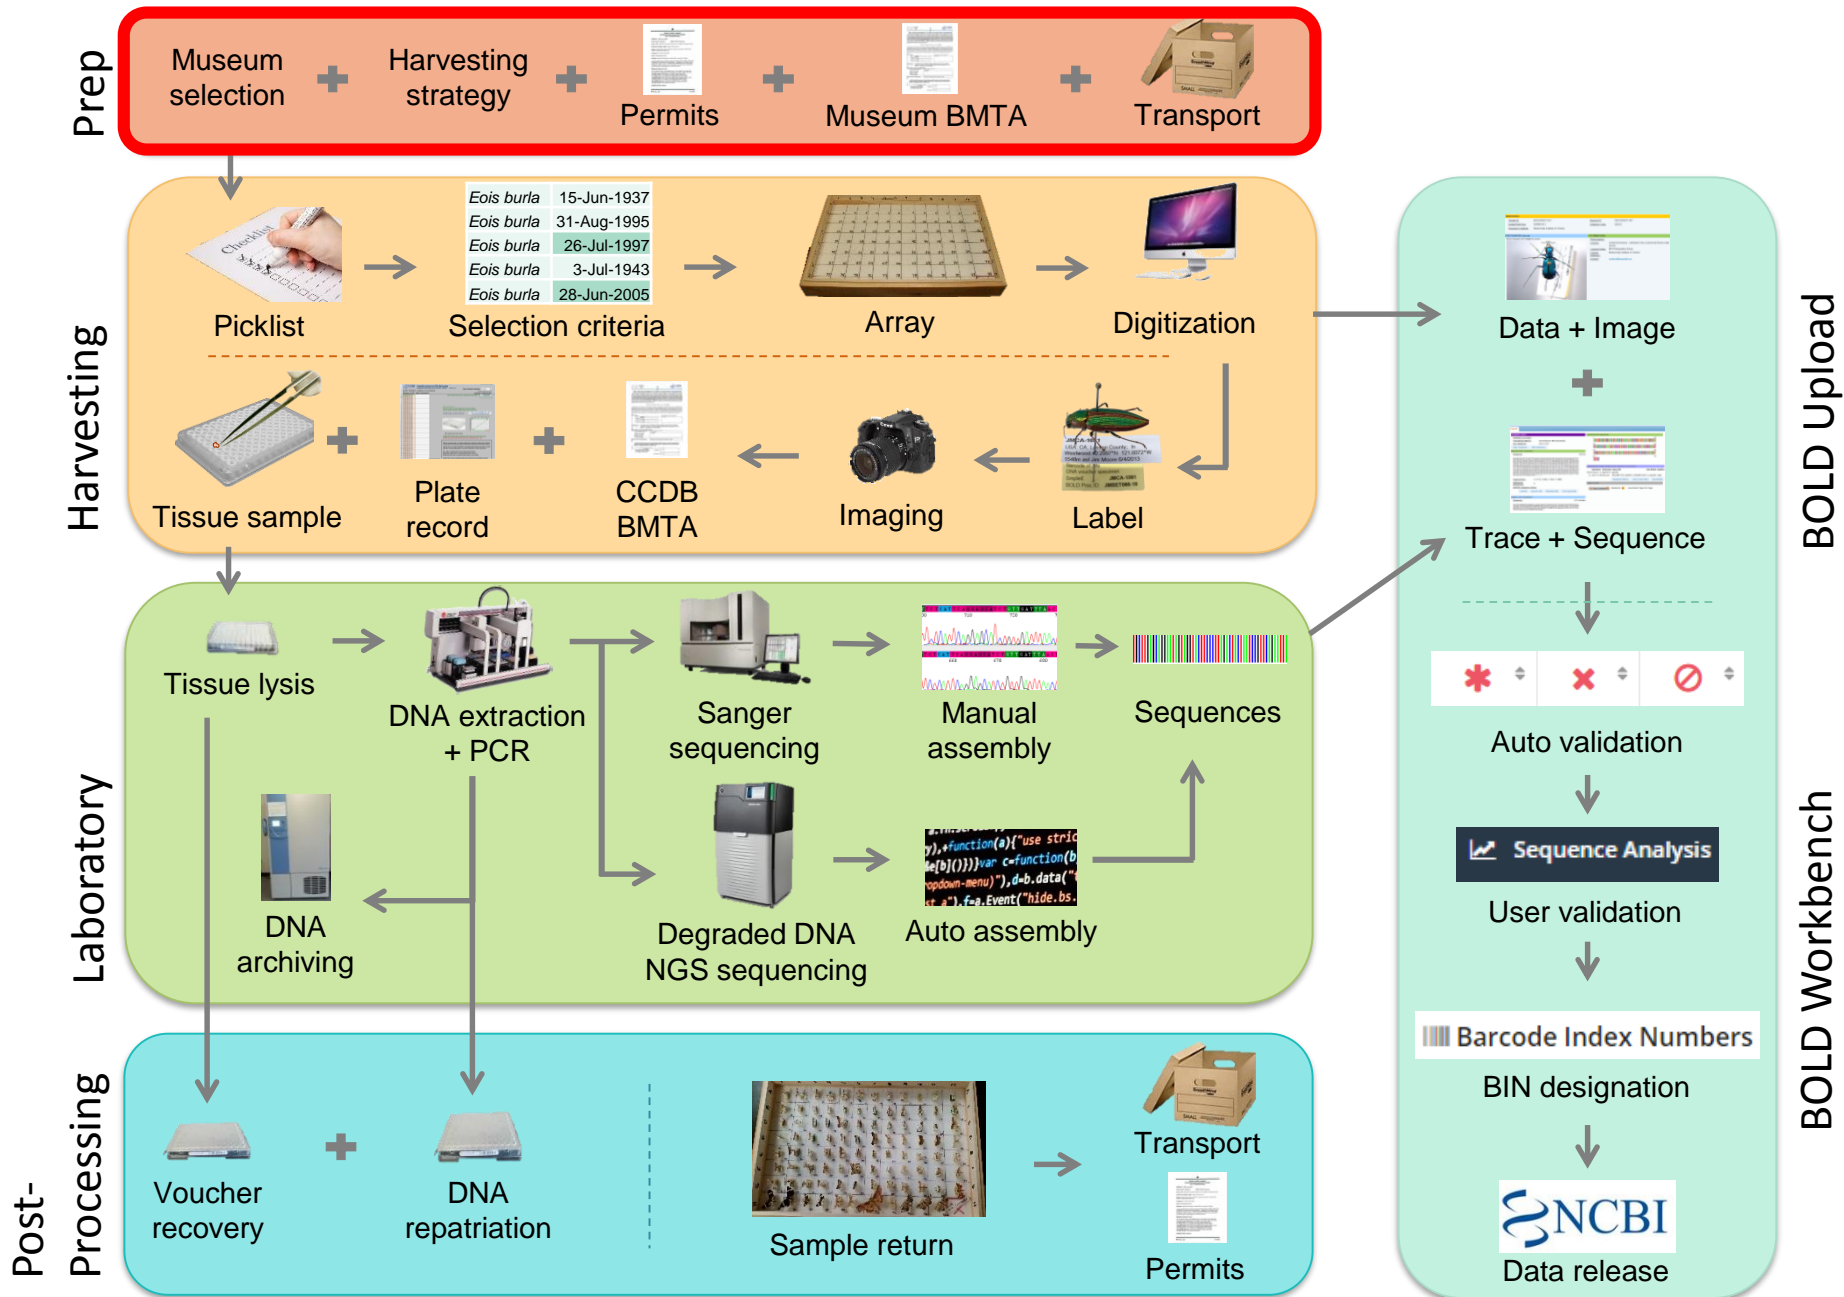 Prep
Museum
selection
Harvesting
strategy
Permits
Museum BMTA
Transport
Harvesting
Checklist
Picklist
Eois burla 15-Jun-1937
Eois burla 31-Aug-1995
Eois burla 26-Jul-1997
Eois burla 3-Jul-1943
Eois burla 28-Jun-2005
Selection criteria
Array
Digitization
Tissue sample
Plate
record
CCDB
BMTA
Imaging
Label
Laboratory
Tissue lysis
DNA extraction
+ PCR
Sanger
sequencing
Manual
assembly
Sequences
DNA
archiving
Degraded DNA
NGS sequencing
Auto assembly
Post-
Processing
Voucher
recovery
DNA
repatriation
Sample return
Transport
Permits
BOLD Upload
Data + Image
Trace + Sequence
BOLD Workbench
Auto validation
Sequence Analysis
User validation
Barcode Index Numbers
BIN designation
NCBI
Data release